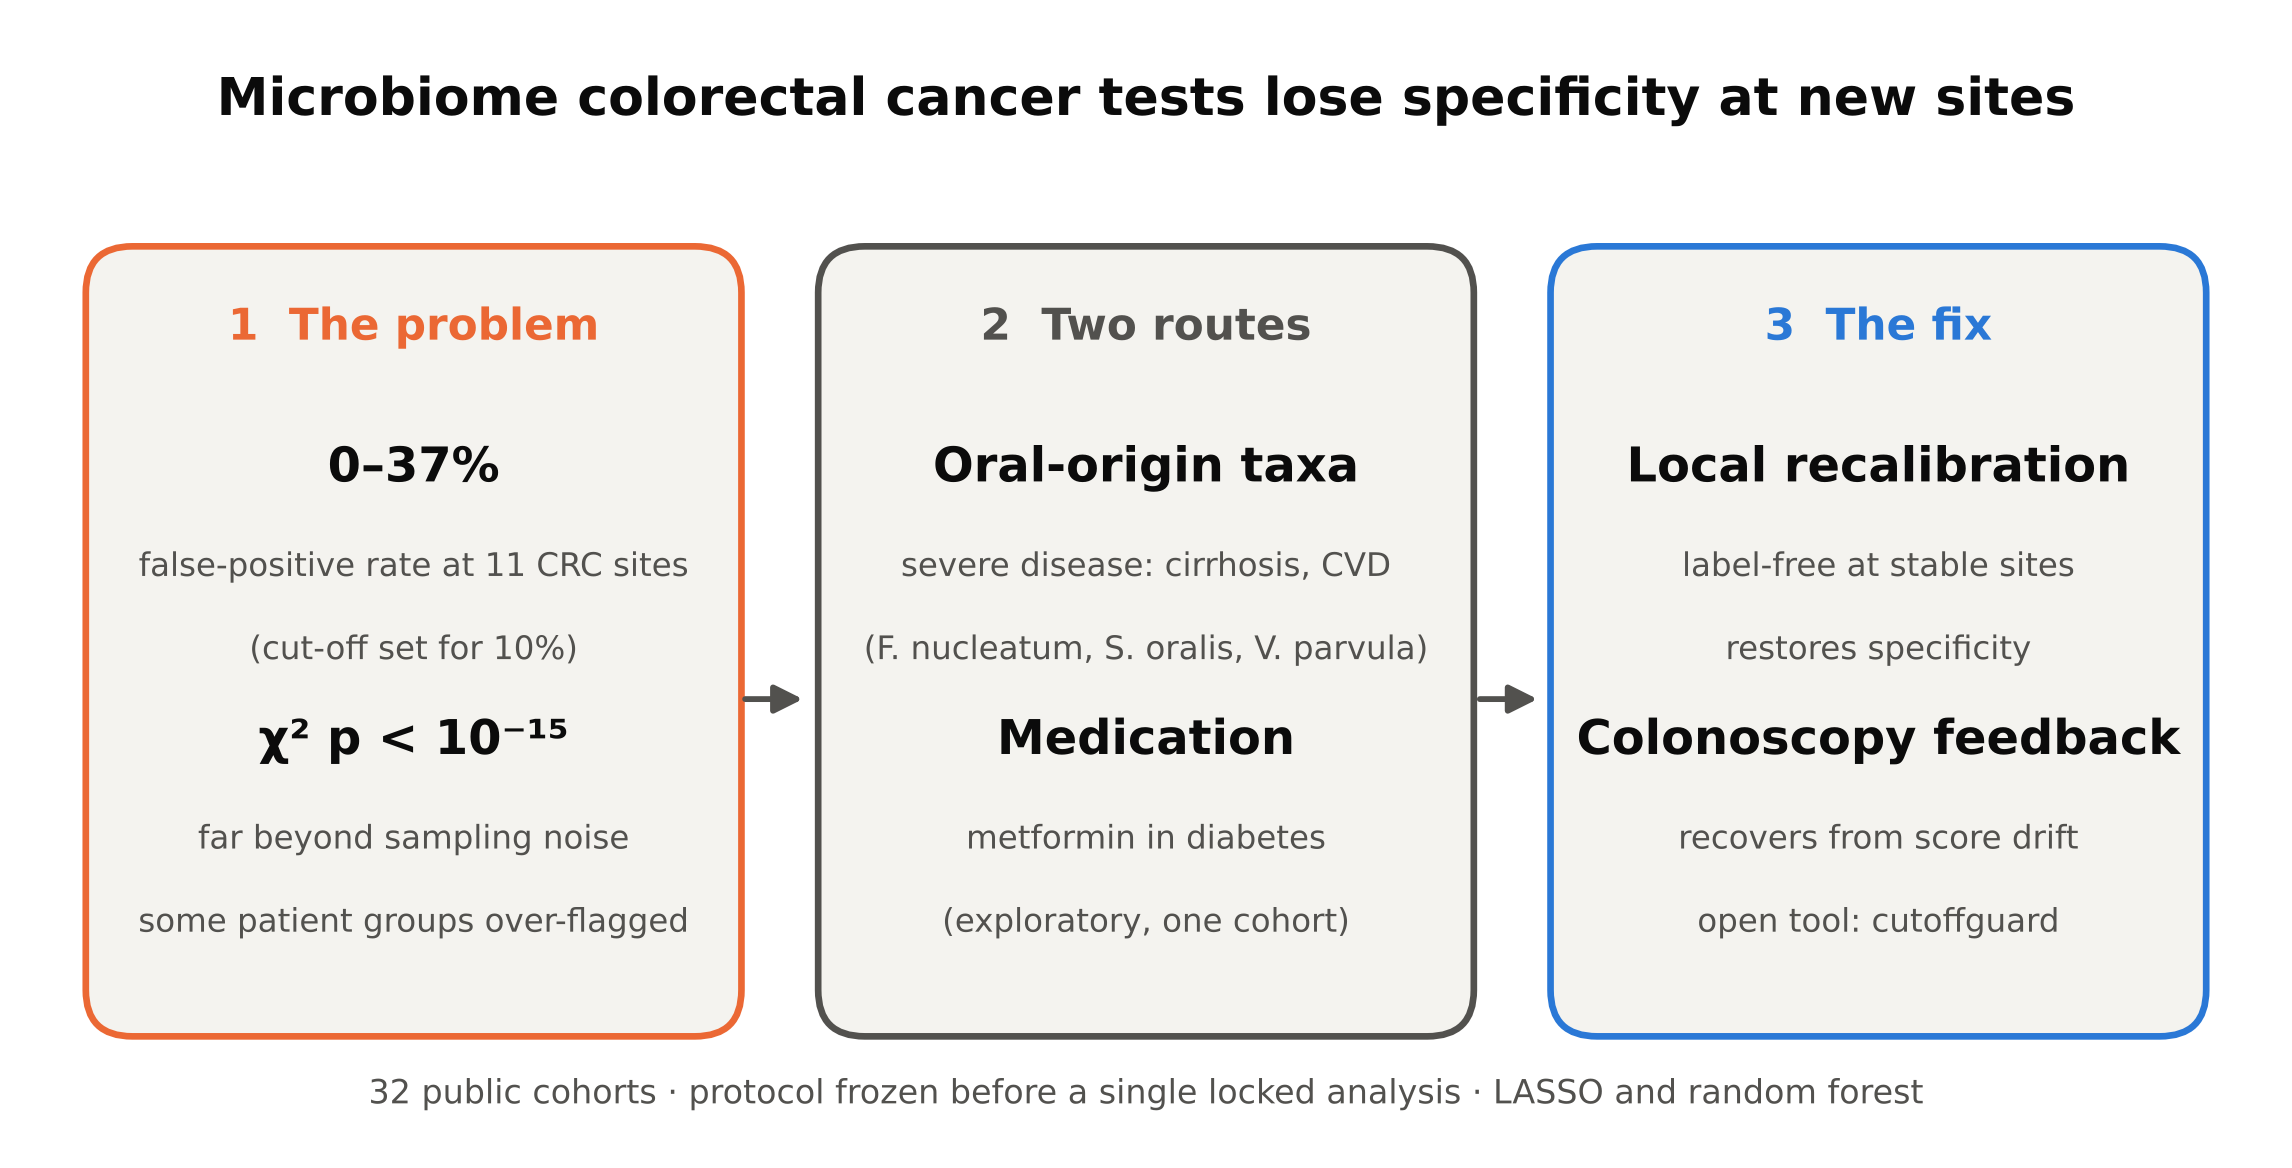 Microbiome colorectal cancer tests lose specificity at new sites
1 The problem
0–37%
false-positive rate at 11 CRC sites
(cut-off set for 10%)
χ² p < 10⁻¹⁵
far beyond sampling noise
some patient groups over-flagged
2 Two routes
Oral-origin taxa
severe disease: cirrhosis, CVD
(F. nucleatum, S. oralis, V. parvula)
Medication
metformin in diabetes
(exploratory, one cohort)
3 The fix
Local recalibration
label-free at stable sites
restores specificity
Colonoscopy feedback
recovers from score drift
open tool: cutoffguard
32 public cohorts · protocol frozen before a single locked analysis · LASSO and random forest